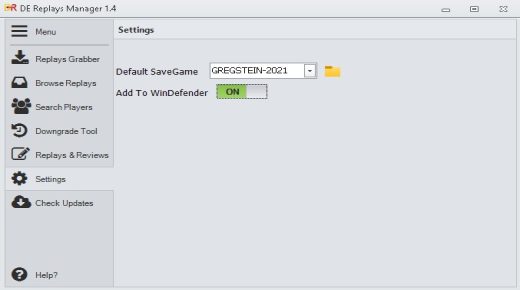 DE Replays Manager 1.4
Menu
Settings
Replays Grabber
Default SaveGame GREGSTEIN-2021
Browse Replays
Add To WinDefender ON
Search Players
Downgrade Tool
Replays & Reviews
Settings
Check Updates
Help?